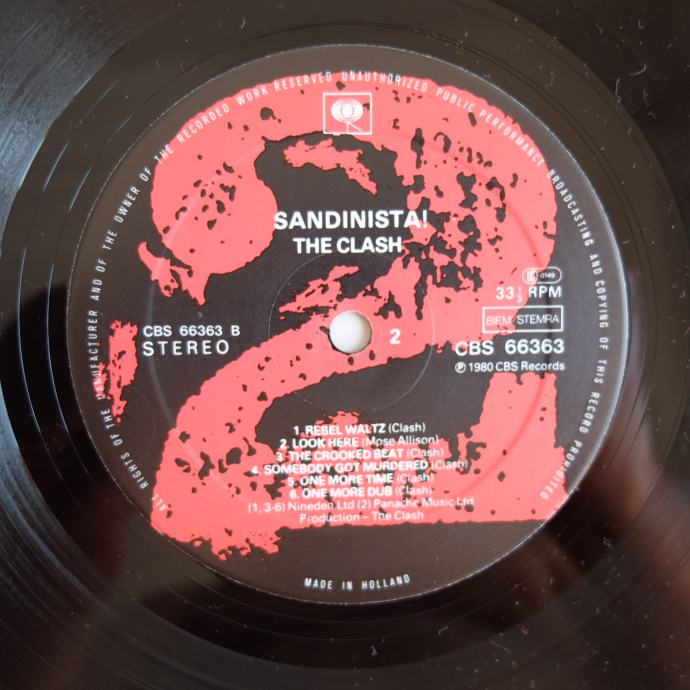 ALL RIGHTS OF THE MANUFACTURER AND OF THE OWNER OF THE RECORDED WORK RESERVED UNAUTHORIZED PUBLIC PERFORMANCE BROADCASTING AND COPYING OF THIS RECORD PROHIBITED
SANDINISTA!
THE CLASH
0149
33⅓ RPM
BIEM/STEMRA
CBS 66363 B
STEREO
2
CBS 66363
℗ 1980 CBS Records
1. REBEL WALTZ (Clash)
2. LOOK HERE (Mose Allison)
3. THE CROOKED BEAT (Clash)
4. SOMEBODY GOT MURDERED (Clash)
5. ONE MORE TIME (Clash)
6. ONE MORE DUB (Clash)
(1, 3-6) Nineden Ltd (2) Panache Music Ltd
Production – The Clash
MADE IN HOLLAND